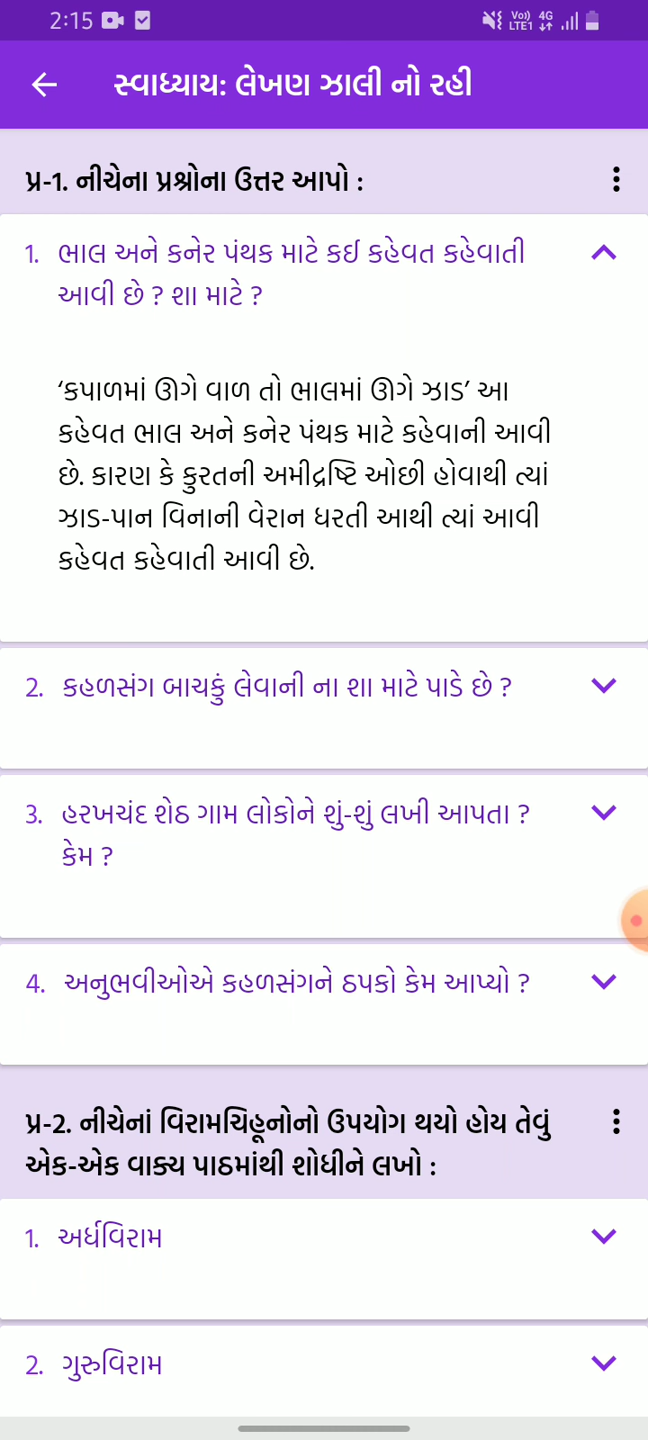 2:15
Vo)) 4G
LTE1
સ્વાધ્યાય: લેખણ ઝાલી નો રહી
પ્ર-1. નીચેના પ્રશ્નોના ઉત્તર આપો :
1. ભાલ અને કનેર પંથક માટે કઈ કહેવત કહેવાતી
આવી છે ? શા માટે ?
‘કપાળમાં ઊગે વાળ તો ભાલમાં ઊગે ઝાડ’ આ
કહેવત ભાલ અને કનેર પંથક માટે કહેવાની આવી
છે. કારણ કે કુરતની અમીદ્રષ્ટિ ઓછી હોવાથી ત્યાં
ઝાડ-પાન વિનાની વેરાન ધરતી આથી ત્યાં આવી
કહેવત કહેવાતી આવી છે.
2. કહળસંગ બાચકું લેવાની ના શા માટે પાડે છે ?
3. હરખચંદ શેઠ ગામ લોકોને શું-શું લખી આપતા ?
કેમ ?
4. અનુભવીઓએ કહળસંગને ઠપકો કેમ આપ્યો ?
પ્ર-2. નીચેનાં વિરામચિહ્નોનો ઉપયોગ થયો હોય તેવું
એક-એક વાક્ય પાઠમાંથી શોધીને લખો :
1. અર્ધવિરામ
2. ગુરુવિરામ